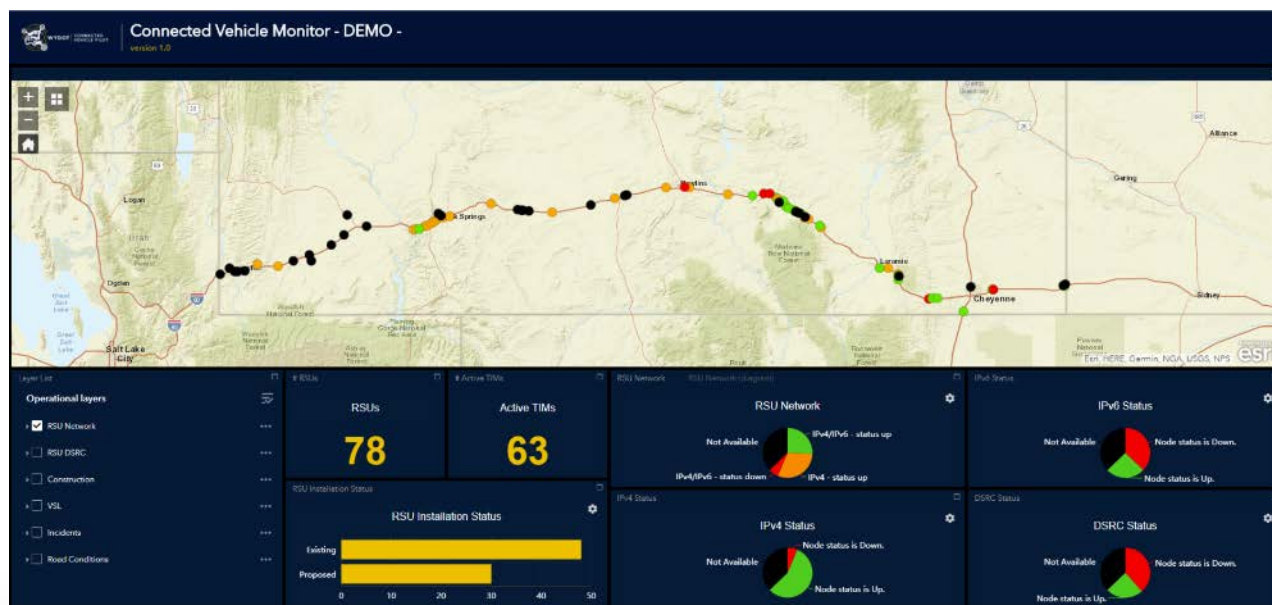 WYDOT CONNECTED VEHICLE PILOT
Connected Vehicle Monitor - DEMO -
version 1.0
Logan
UTAH
Ogden
Salt Lake
City
Springs
Laramie
Cheyenne
Alliance
Gering
Sidney
Esri, HERE, Garmin, NGA, USGS, NPS
esri
Layer List
Operational layers
RSU Network
RSU DSRC
Construction
VSL
Incidents
Road Conditions
# RSUs
RSUs
78
# Active TIMs
Active TIMs
63
RSU Installation Status
RSU Installation Status
Existing
Proposed
0 10 20 30 40 50
RSU Network
RSU Network
Not Available
IPv4/IPv6 - status up
IPv4/IPv6 - status down
IPv4 - status up
IPv4 Status
IPv4 Status
Not Available
Node status is Down.
Node status is Up.
IPv6 Status
IPv6 Status
Not Available
Node status is Down.
Node status is Up.
DSRC Status
DSRC Status
Not Available
Node status is Down.
Node status is Up.